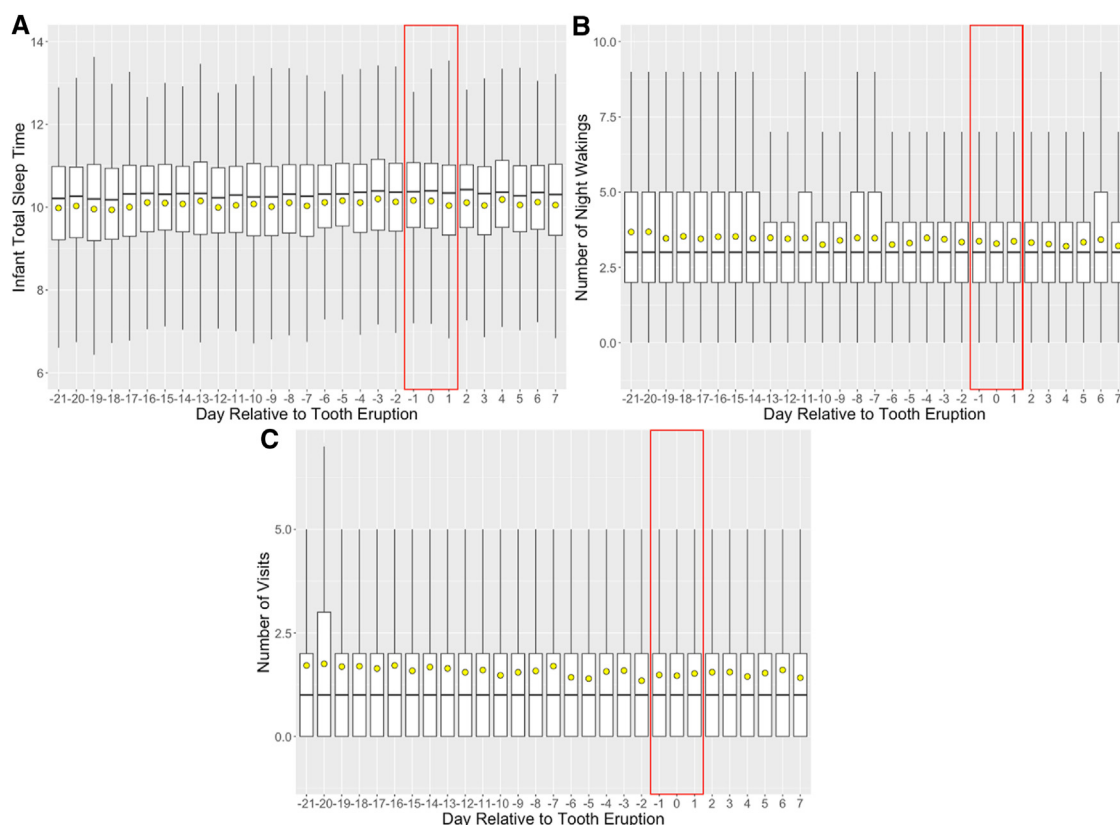 A
14
12
10
8
6
Infant Total Sleep Time
-21 -20 -19 -18 -17 -16 -15 -14 -13 -12 -11 -10 -9 -8 -7 -6 -5 -4 -3 -2 -1 0 1 2 3 4 5 6 7
Day Relative to Tooth Eruption
B
10.0
7.5
5.0
2.5
0.0
Number of Night Wakings
-21 -20 -19 -18 -17 -16 -15 -14 -13 -12 -11 -10 -9 -8 -7 -6 -5 -4 -3 -2 -1 0 1 2 3 4 5 6 7
Day Relative to Tooth Eruption
C
5.0
2.5
0.0
Number of Visits
-21 -20 -19 -18 -17 -16 -15 -14 -13 -12 -11 -10 -9 -8 -7 -6 -5 -4 -3 -2 -1 0 1 2 3 4 5 6 7
Day Relative to Tooth Eruption